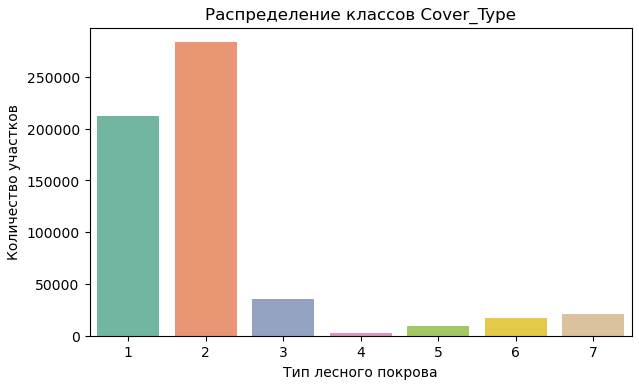 Распределение классов Cover_Type
250000
200000
150000
100000
50000
0
Количество участков
1 2 3 4 5 6 7
Тип лесного покрова